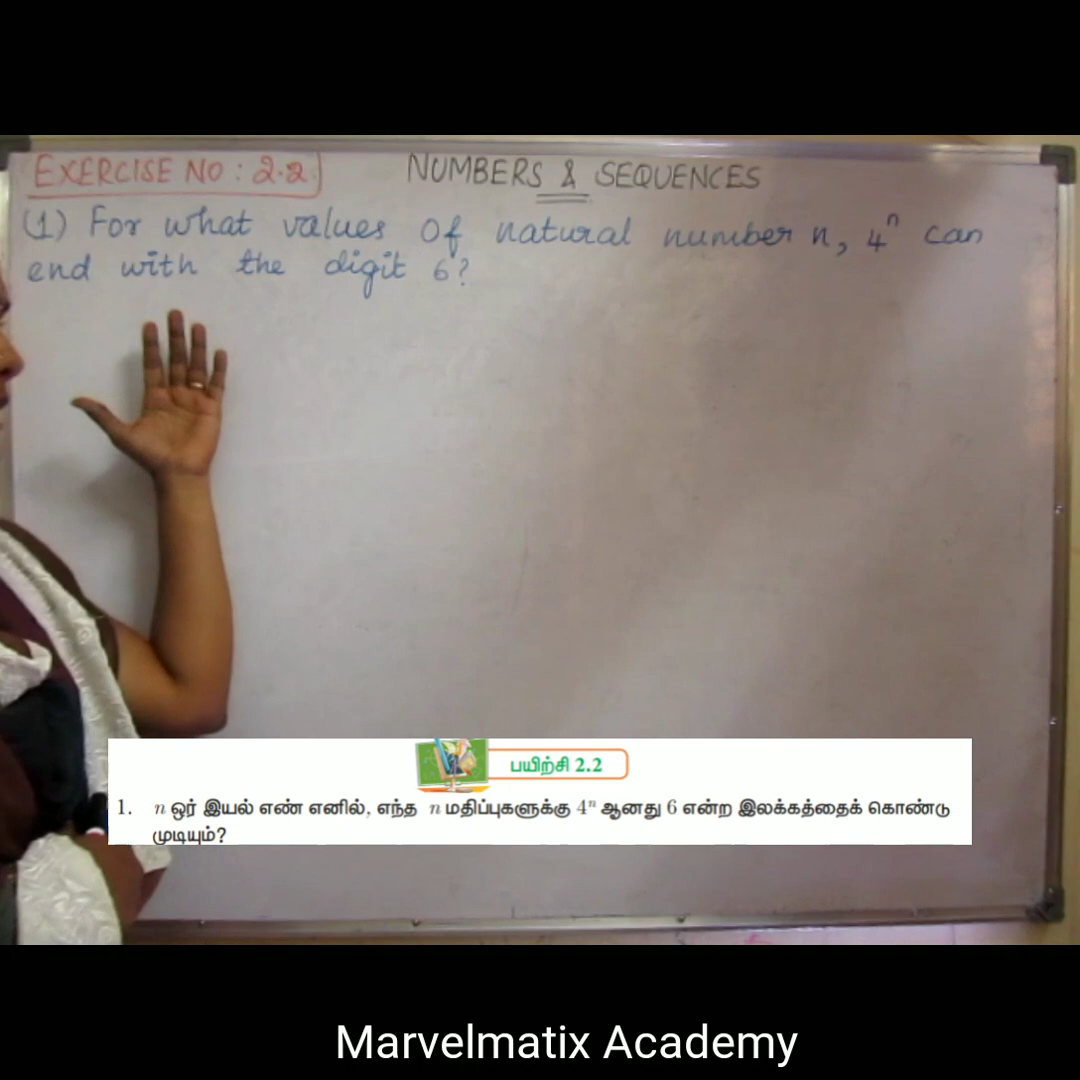 EXERCISE NO : 2.2.
NUMBERS & SEQUENCES
(1) For what values of natural number n, 4ⁿ can
end with the digit 6?
பயிற்சி 2.2
1. n ஓர் இயல் எண் எனில், எந்த n மதிப்புகளுக்கு 4ⁿ ஆனது 6 என்ற இலக்கத்தைக் கொண்டு
முடியும்?
Marvelmatix Academy